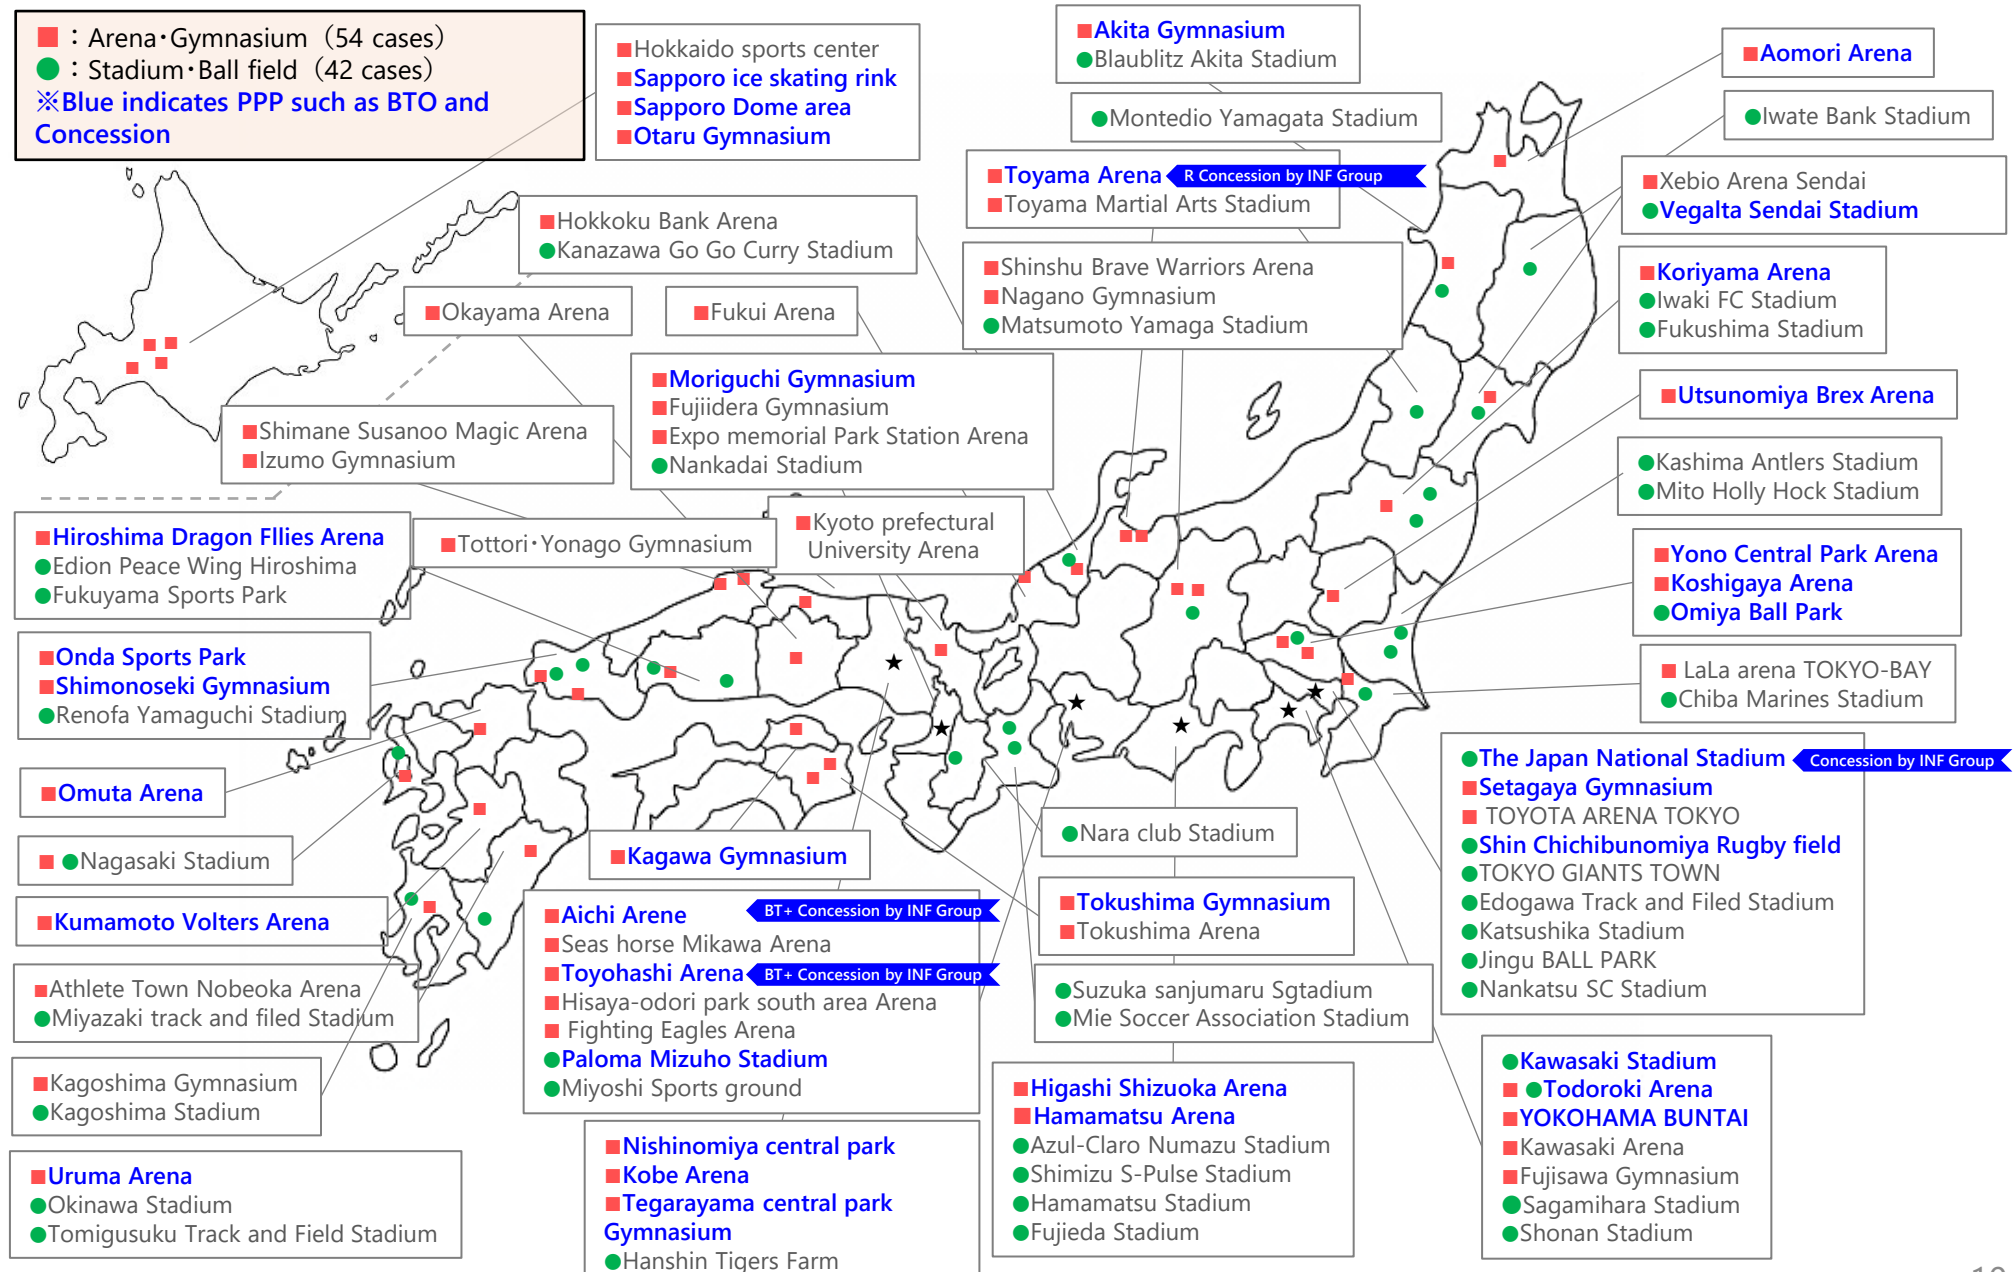 ■：Arena･Gymnasium（54 cases）
●：Stadium･Ball field（42 cases）
※Blue indicates PPP such as BTO and
Concession
■Hokkaido sports center
■Sapporo ice skating rink
■Sapporo Dome area
■Otaru Gymnasium
■Akita Gymnasium
●Blaublitz Akita Stadium
■Aomori Arena
●Montedio Yamagata Stadium
●Iwate Bank Stadium
■Toyama Arena
R Concession by INF Group
■Toyama Martial Arts Stadium
■Xebio Arena Sendai
●Vegalta Sendai Stadium
■Hokkoku Bank Arena
●Kanazawa Go Go Curry Stadium
■Shinshu Brave Warriors Arena
■Nagano Gymnasium
●Matsumoto Yamaga Stadium
■Koriyama Arena
●Iwaki FC Stadium
●Fukushima Stadium
■Okayama Arena
■Fukui Arena
■Moriguchi Gymnasium
■Fujiidera Gymnasium
■Expo memorial Park Station Arena
●Nankadai Stadium
■Utsunomiya Brex Arena
■Shimane Susanoo Magic Arena
■Izumo Gymnasium
●Kashima Antlers Stadium
●Mito Holly Hock Stadium
■Hiroshima Dragon Fllies Arena
●Edion Peace Wing Hiroshima
●Fukuyama Sports Park
■Tottori･Yonago Gymnasium
■Kyoto prefectural
University Arena
■Yono Central Park Arena
■Koshigaya Arena
●Omiya Ball Park
■Onda Sports Park
■Shimonoseki Gymnasium
●Renofa Yamaguchi Stadium
■ LaLa arena TOKYO-BAY
●Chiba Marines Stadium
■Omuta Arena
●The Japan National Stadium
Concession by INF Group
■Setagaya Gymnasium
■ TOYOTA ARENA TOKYO
●Shin Chichibunomiya Rugby field
●TOKYO GIANTS TOWN
●Edogawa Track and Filed Stadium
●Katsushika Stadium
●Jingu BALL PARK
●Nankatsu SC Stadium
■ ●Nagasaki Stadium
■Kagawa Gymnasium
●Nara club Stadium
■Kumamoto Volters Arena
■Aichi Arene
BT+ Concession by INF Group
■Seas horse Mikawa Arena
■Toyohashi Arena
BT+ Concession by INF Group
■Hisaya-odori park south area Arena
■ Fighting Eagles Arena
●Paloma Mizuho Stadium
●Miyoshi Sports ground
■Tokushima Gymnasium
■Tokushima Arena
■Athlete Town Nobeoka Arena
●Miyazaki track and filed Stadium
●Suzuka sanjumaru Sgtadium
●Mie Soccer Association Stadium
■Kagoshima Gymnasium
●Kagoshima Stadium
■Higashi Shizuoka Arena
■Hamamatsu Arena
●Azul-Claro Numazu Stadium
●Shimizu S-Pulse Stadium
●Hamamatsu Stadium
●Fujieda Stadium
●Kawasaki Stadium
■ ●Todoroki Arena
■YOKOHAMA BUNTAI
■Kawasaki Arena
■Fujisawa Gymnasium
●Sagamihara Stadium
●Shonan Stadium
■Nishinomiya central park
■Kobe Arena
■Tegarayama central park
Gymnasium
●Hanshin Tigers Farm
■Uruma Arena
●Okinawa Stadium
●Tomigusuku Track and Field Stadium